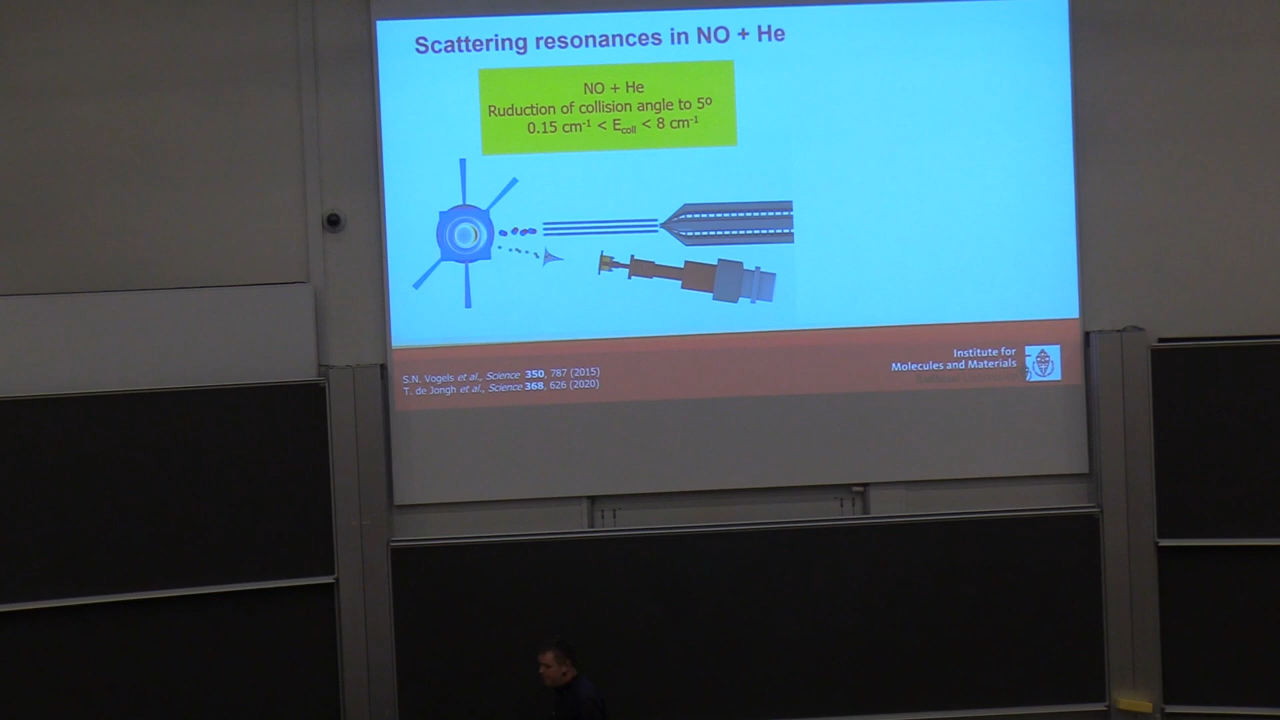 Scattering resonances in NO + He
NO + He
Ruduction of collision angle to 5º
0.15 cm⁻¹ < Ecoll < 8 cm⁻¹
S.N. Vogels et al., Science 350, 787 (2015)
T. de Jongh et al., Science 368, 626 (2020)
Institute for
Molecules and Materials